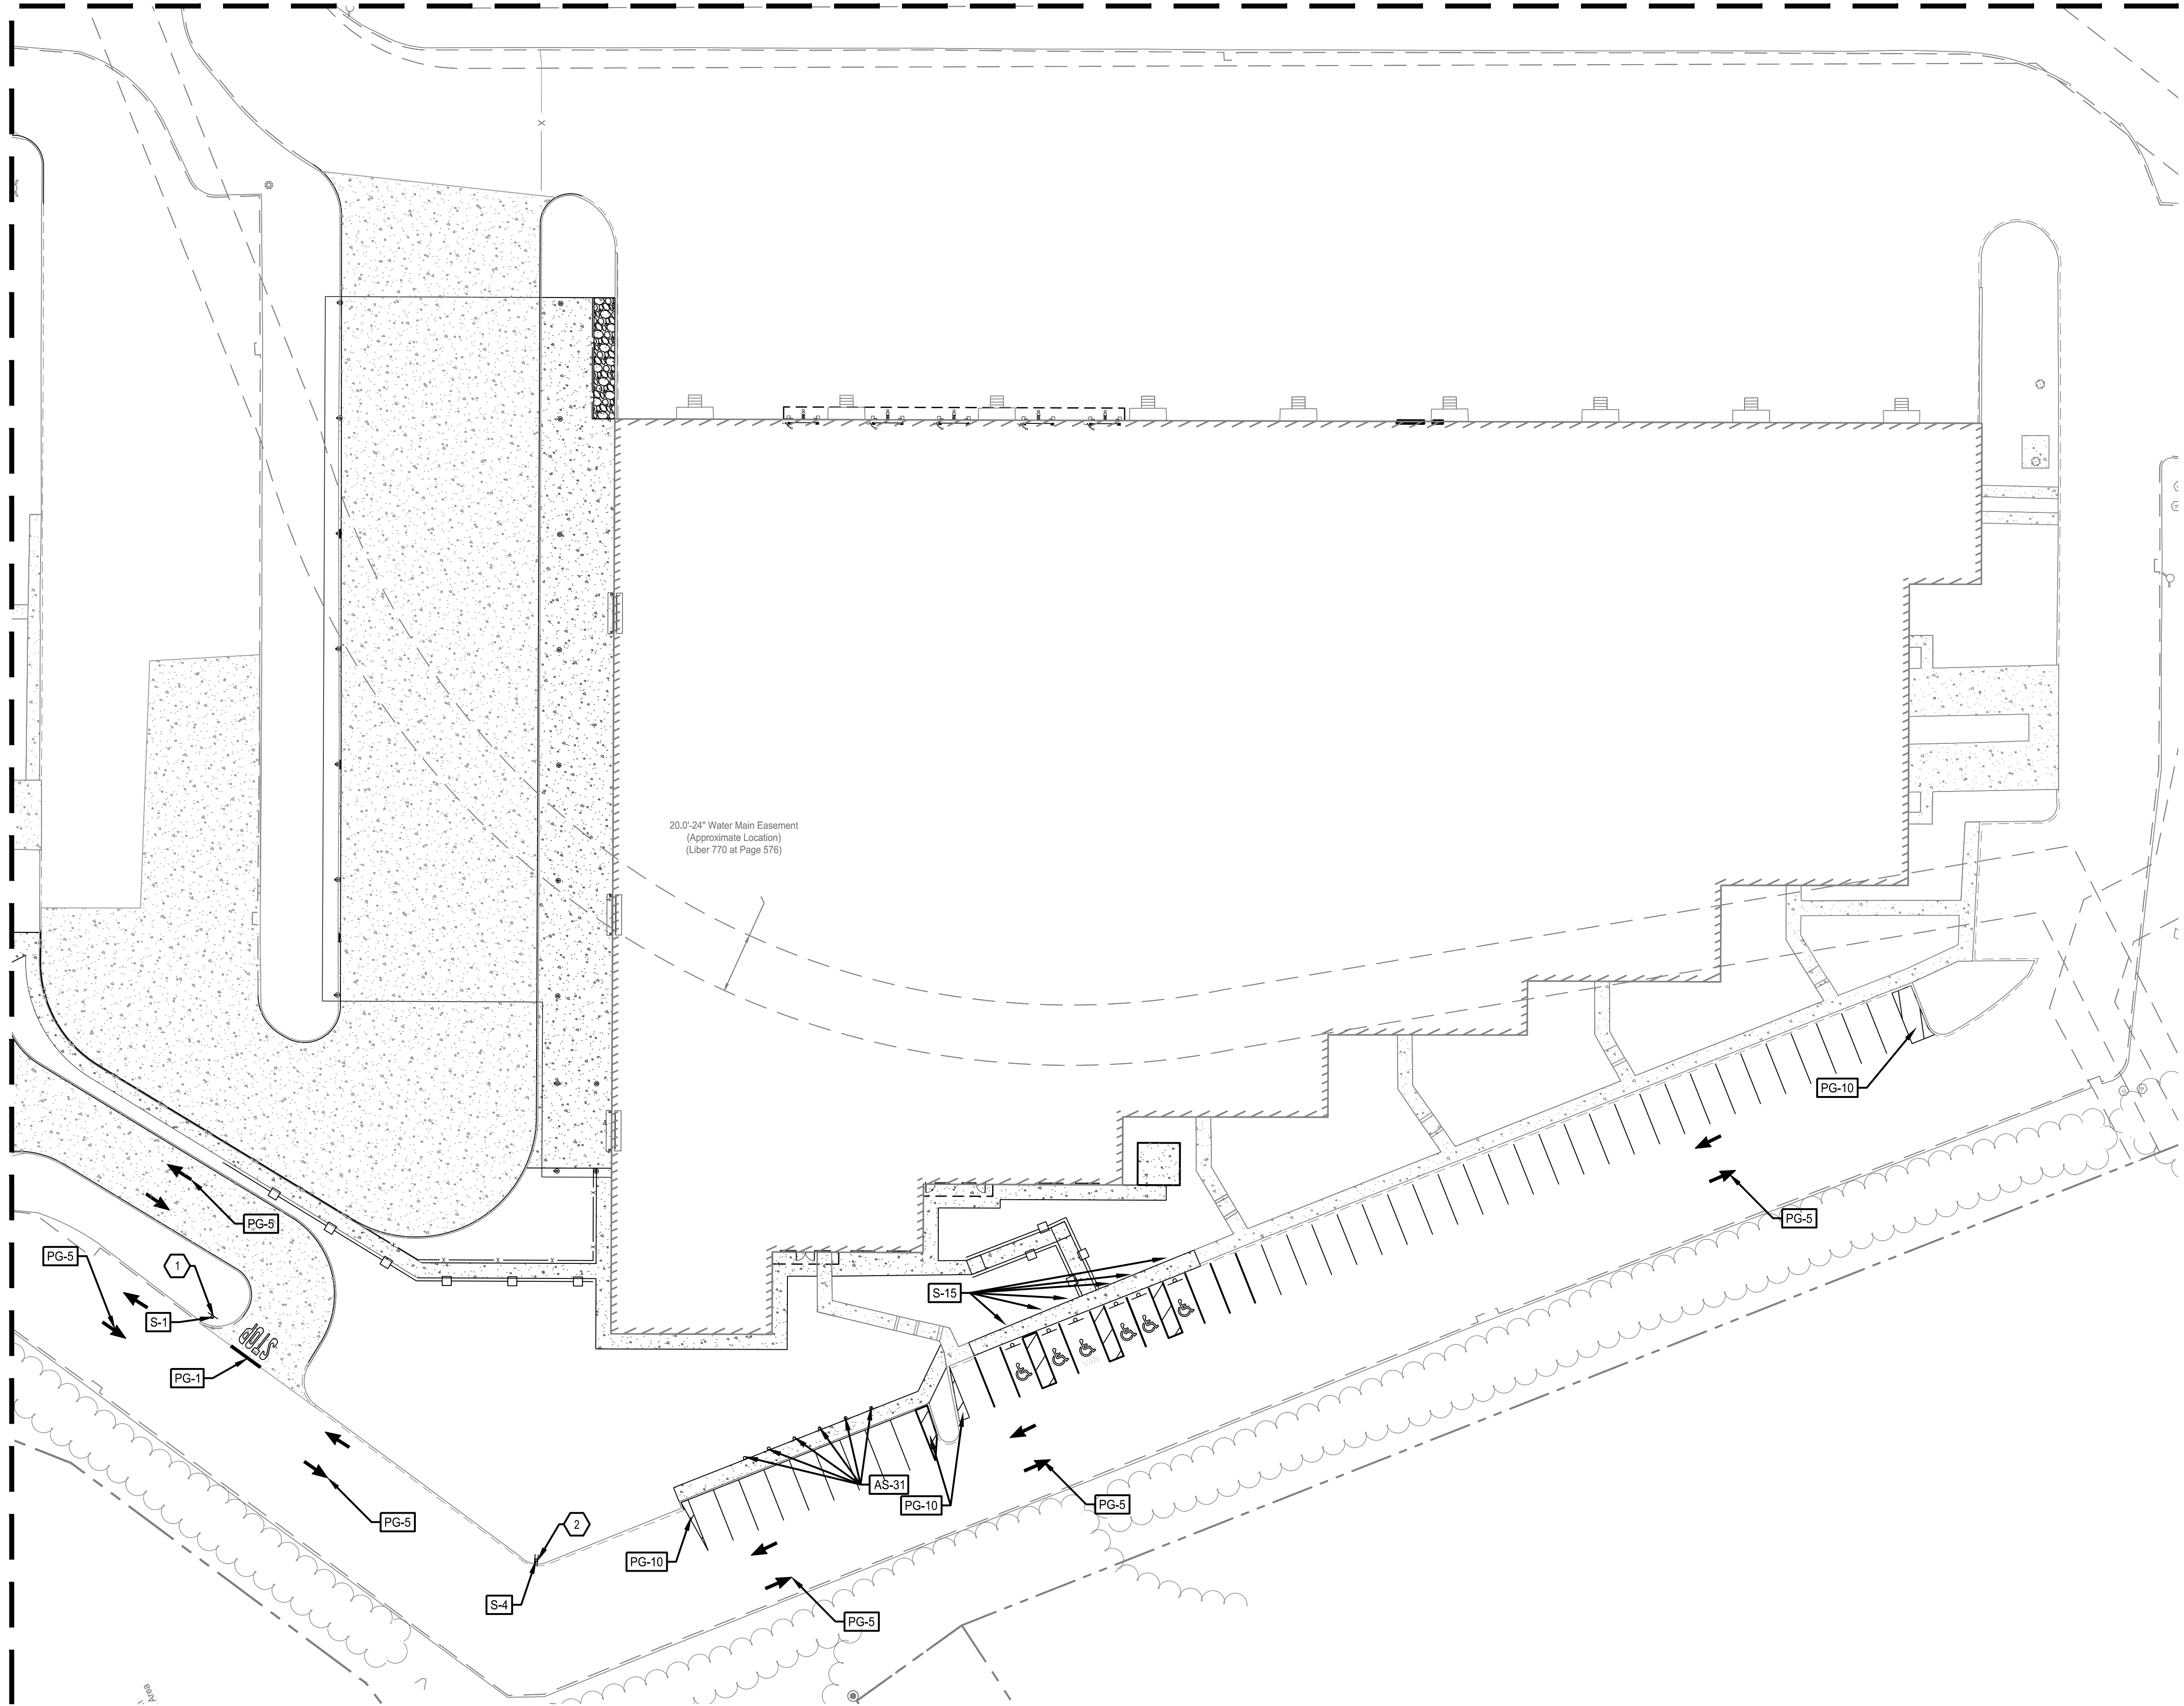 20.0'-24" Water Main Easement
(Approximate Location)
(Liber 770 at Page 576)
PG-10
PG-5
PG-5
PG-5
1
S-1
S-15
STOP
PG-1
VAN
AS-31
PG-10
PG-5
PG-5
2
PG-10
S-4
PG-5
Area